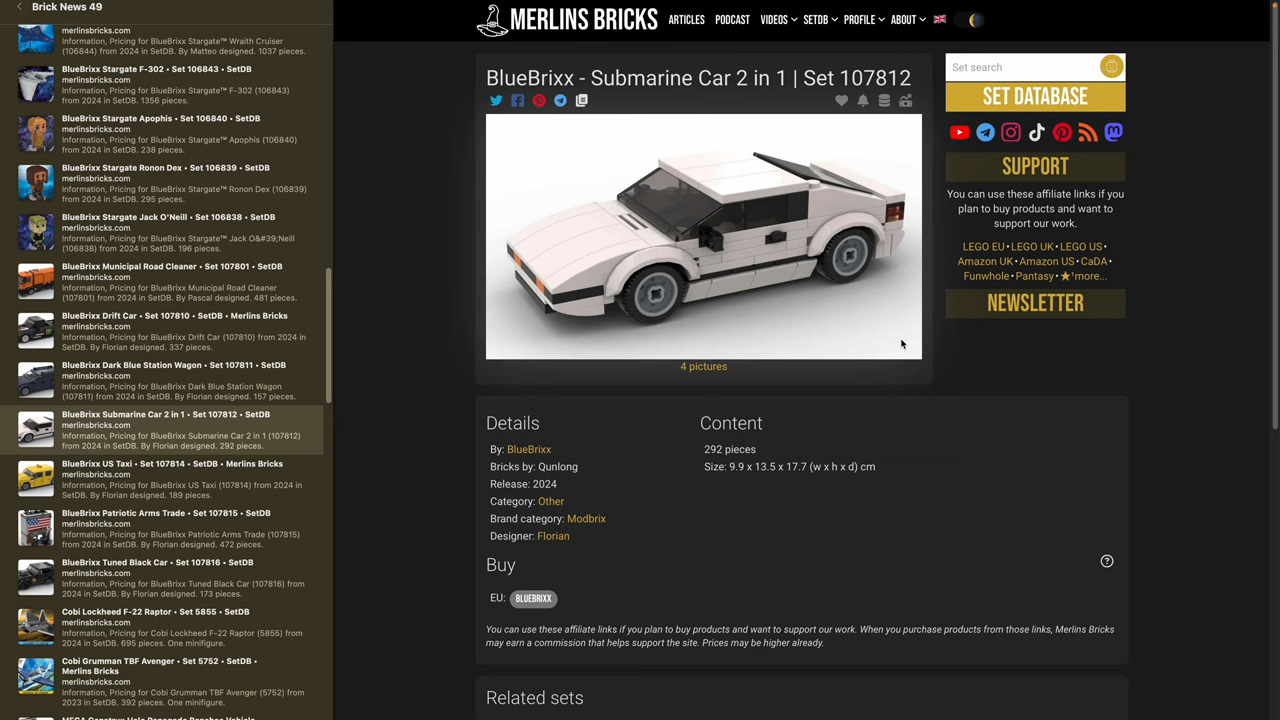 Brick News 49
merlinsbricks.com
Information, Pricing for BlueBrixx Stargate™ Wraith Cruiser
(106844) from 2024 in SetDB. By Matteo designed. 1037 pieces.
BlueBrixx Stargate F-302 • Set 106843 • SetDB
merlinsbricks.com
Information, Pricing for BlueBrixx Stargate™ F-302 (106843)
from 2024 in SetDB. 1356 pieces.
BlueBrixx Stargate Apophis • Set 106840 • SetDB
merlinsbricks.com
Information, Pricing for BlueBrixx Stargate™ Apophis (106840)
from 2024 in SetDB. 238 pieces.
BlueBrixx Stargate Ronon Dex • Set 106839 • SetDB
merlinsbricks.com
Information, Pricing for BlueBrixx Stargate™ Ronon Dex (106839)
from 2024 in SetDB. 295 pieces.
BlueBrixx Stargate Jack O'Neill • Set 106838 • SetDB
merlinsbricks.com
Information, Pricing for BlueBrixx Stargate™ Jack O&#39;Neill
(106838) from 2024 in SetDB. 196 pieces.
BlueBrixx Municipal Road Cleaner • Set 107801 • SetDB
merlinsbricks.com
Information, Pricing for BlueBrixx Municipal Road Cleaner
(107801) from 2024 in SetDB. By Pascal designed. 481 pieces.
BlueBrixx Drift Car • Set 107810 • SetDB • Merlins Bricks
merlinsbricks.com
Information, Pricing for BlueBrixx Drift Car (107810) from 2024 in
SetDB. By Florian designed. 337 pieces.
BlueBrixx Dark Blue Station Wagon • Set 107811 • SetDB
merlinsbricks.com
Information, Pricing for BlueBrixx Dark Blue Station Wagon
(107811) from 2024 in SetDB. By Florian designed. 157 pieces.
BlueBrixx Submarine Car 2 in 1 • Set 107812 • SetDB
merlinsbricks.com
Information, Pricing for BlueBrixx Submarine Car 2 in 1 (107812)
from 2024 in SetDB. By Florian designed. 292 pieces.
BlueBrixx US Taxi • Set 107814 • SetDB • Merlins Bricks
merlinsbricks.com
Information, Pricing for BlueBrixx US Taxi (107814) from 2024 in
SetDB. By Florian designed. 189 pieces.
BlueBrixx Patriotic Arms Trade • Set 107815 • SetDB
merlinsbricks.com
Information, Pricing for BlueBrixx Patriotic Arms Trade (107815)
from 2024 in SetDB. By Florian designed. 472 pieces.
BlueBrixx Tuned Black Car • Set 107816 • SetDB
merlinsbricks.com
Information, Pricing for BlueBrixx Tuned Black Car (107816) from
2024 in SetDB. By Florian designed. 173 pieces.
Cobi Lockheed F-22 Raptor • Set 5855 • SetDB
merlinsbricks.com
Information, Pricing for Cobi Lockheed F-22 Raptor (5855) from
2024 in SetDB. 695 pieces. One minifigure.
Cobi Grumman TBF Avenger • Set 5752 • SetDB •
Merlins Bricks
merlinsbricks.com
Information, Pricing for Cobi Grumman TBF Avenger (5752) from
2023 in SetDB. 392 pieces. One minifigure.
MERLINS BRICKS
ARTICLES PODCAST VIDEOS SETDB PROFILE ABOUT
BlueBrixx - Submarine Car 2 in 1 | Set 107812
4 pictures
Details
By: BlueBrixx
Bricks by: Qunlong
Release: 2024
Category: Other
Brand category: Modbrix
Designer: Florian
Content
292 pieces
Size: 9.9 x 13.5 x 17.7 (w x h x d) cm
Buy
EU: BLUEBRIXX
You can use these affiliate links if you plan to buy products and want to support our work. When you purchase products from those links, Merlins Bricks
may earn a commission that helps support the site. Prices may be higher already.
Related sets
Set search
SET DATABASE
SUPPORT
You can use these affiliate links if
you plan to buy products and want to
support our work.
LEGO EU • LEGO UK • LEGO US •
Amazon UK • Amazon US • CaDA •
Funwhole • Pantasy • ★¹more...
NEWSLETTER